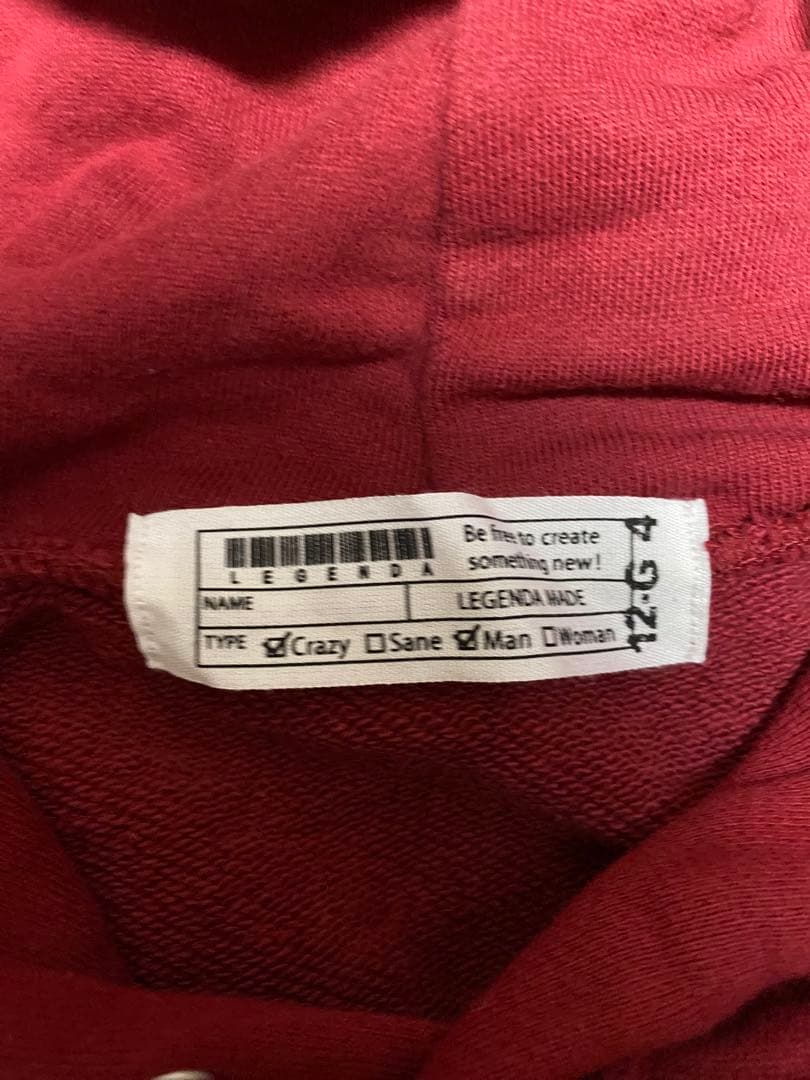 LEGENDA
Be free to create
something new!
NAME
LEGENDA MADE
TYPE ☑Crazy ☐Sane ☑Man ☐Woman
12-G 4